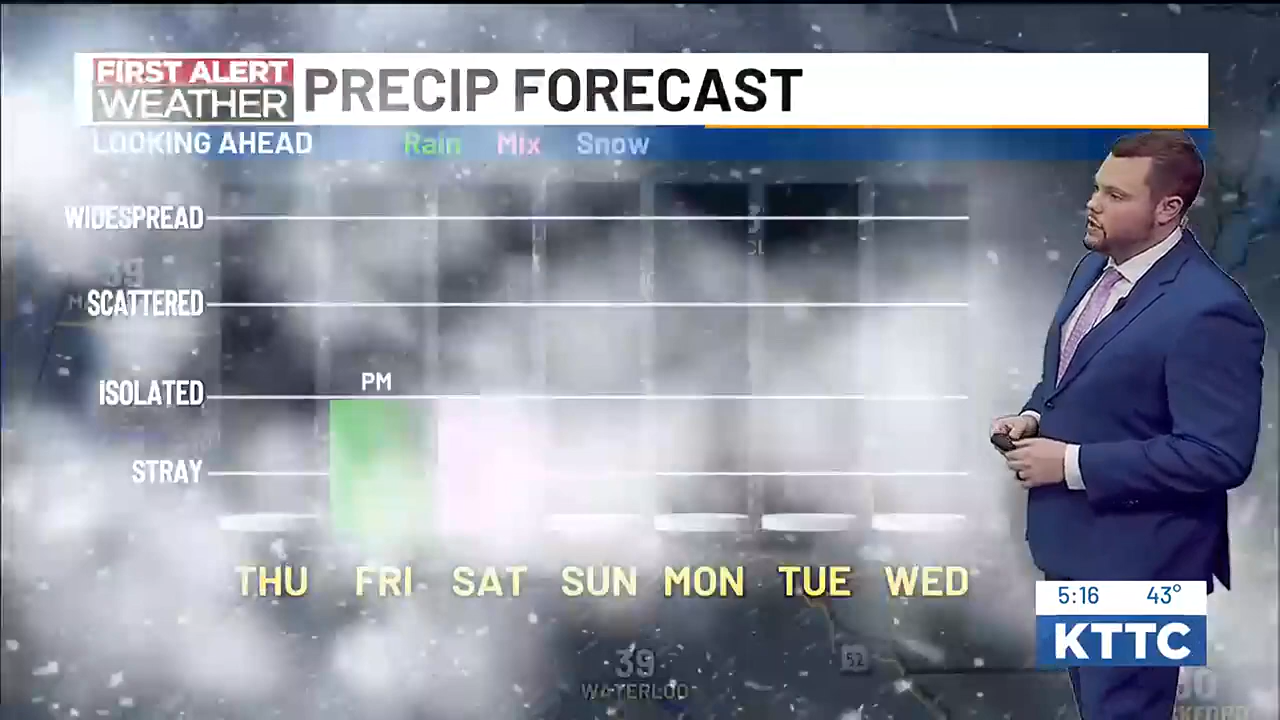 FIRST ALERT
WEATHER
PRECIP FORECAST
LOOKING AHEAD
Rain Mix Snow
WIDESPREAD
SCATTERED
ISOLATED
PM
STRAY
THU FRI SAT SUN MON TUE WED
5:16 43°
KTTC
39
WATERLOO
52